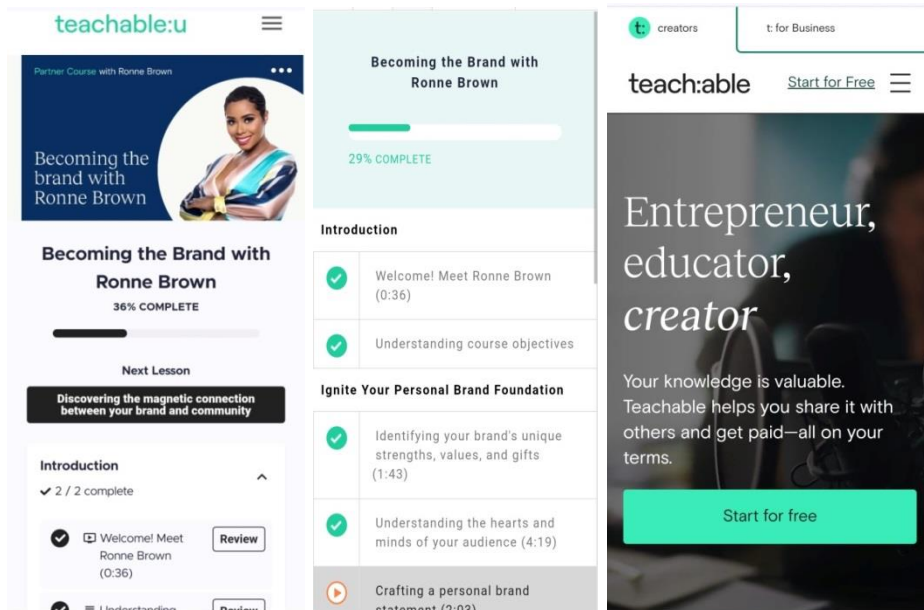 teachable:u
Partner Course with Ronne Brown
Becoming the
brand with
Ronne Brown
Becoming the Brand with
Ronne Brown
36% COMPLETE
Next Lesson
Discovering the magnetic connection
between your brand and community
Introduction
2 / 2 complete
Welcome! Meet
Ronne Brown
(0:36)
Review
Understanding
Review
Becoming the Brand with
Ronne Brown
29% COMPLETE
Introduction
Welcome! Meet Ronne Brown
(0:36)
Understanding course objectives
Ignite Your Personal Brand Foundation
Identifying your brand's unique
strengths, values, and gifts
(1:43)
Understanding the hearts and
minds of your audience (4:19)
Crafting a personal brand
statement (2:03)
t: creators
t: for Business
teach:able
Start for Free
Entrepreneur,
educator,
creator
Your knowledge is valuable.
Teachable helps you share it with
others and get paid—all on your
terms.
Start for free